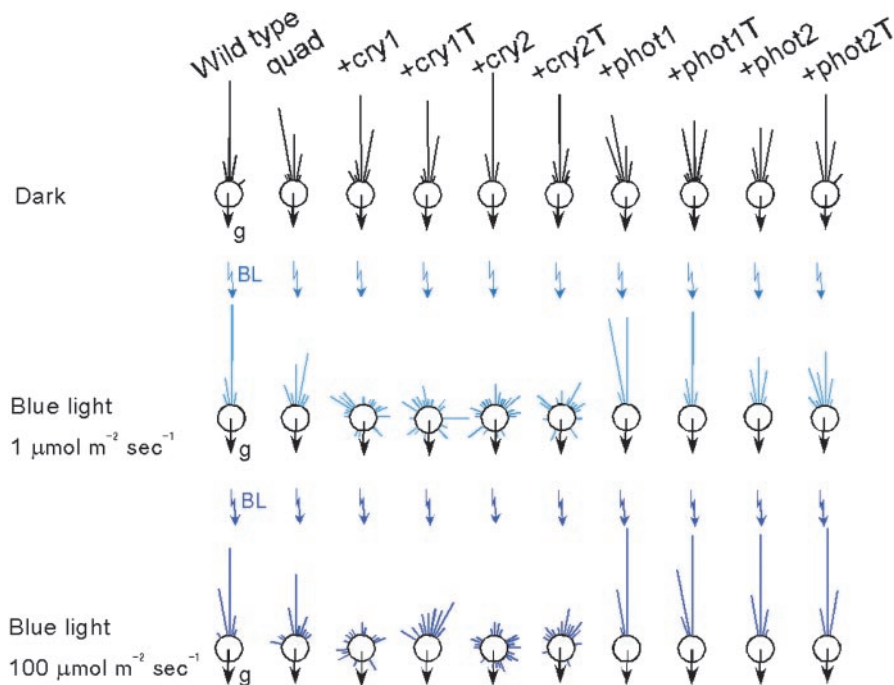 Wild type quad +cry1 +cry1T +cry2 +cry2T +phot1 +phot1T +phot2 +phot2T
Dark
g
BL
Blue light
1 μmol m⁻² sec⁻¹
g
BL
Blue light
100 μmol m⁻² sec⁻¹
g